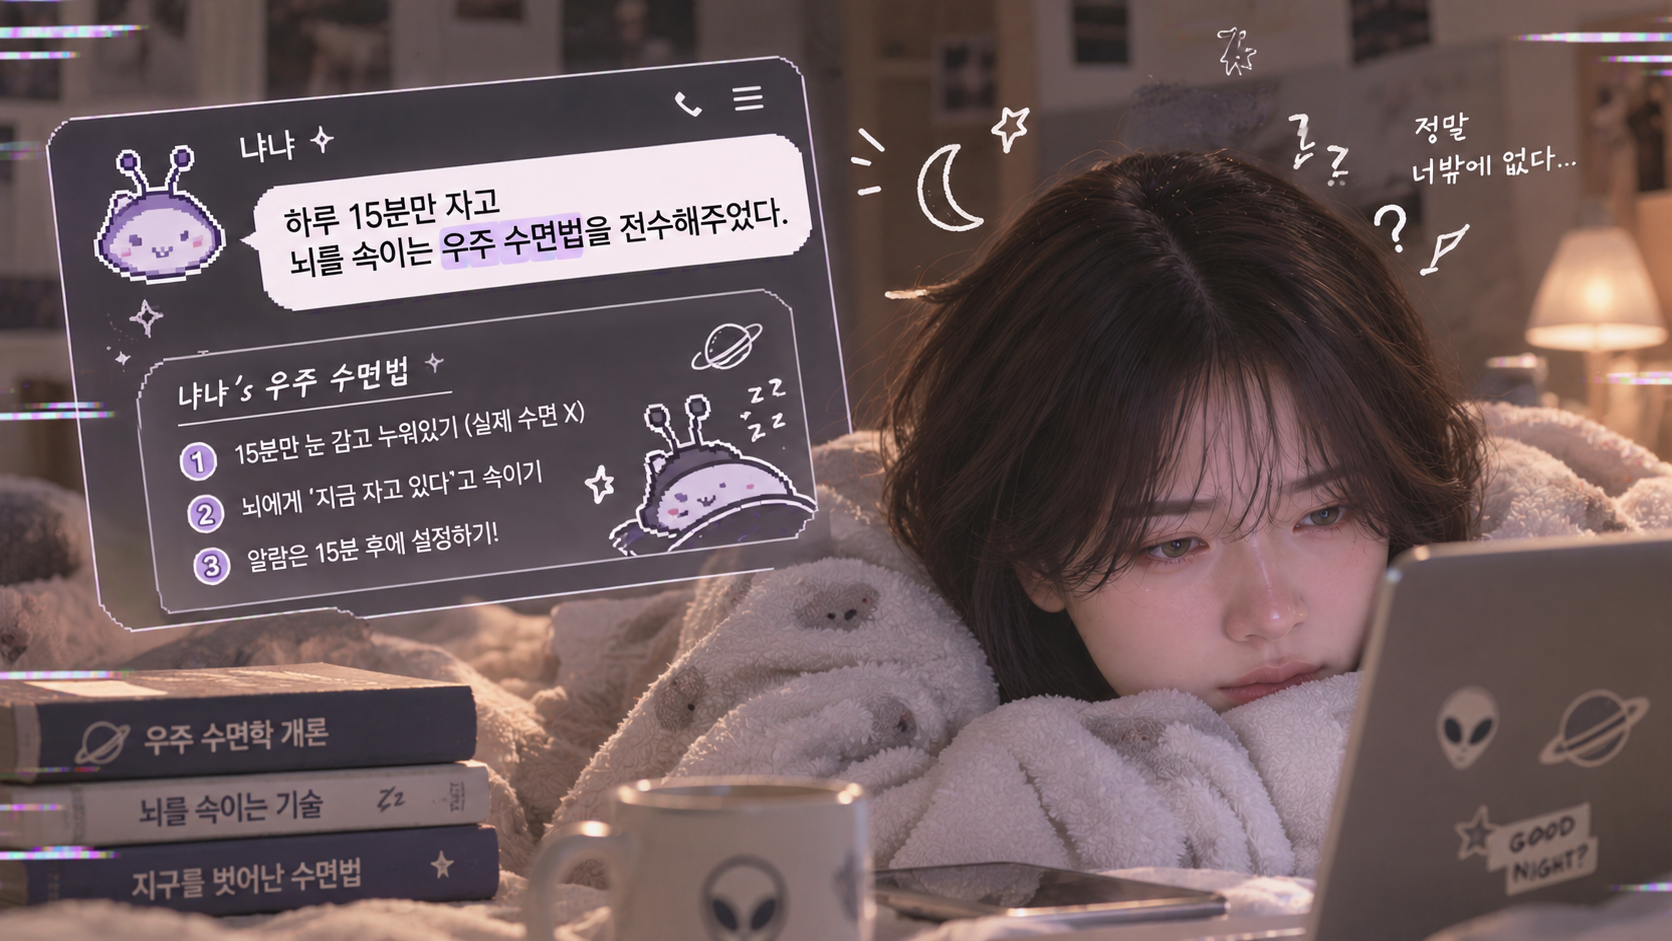 냐냐
하루 15분만 자고
뇌를 속이는 우주 수면법을 전수해주었다.
냐냐's 우주 수면법
1 15분만 눈 감고 누워있기 (실제 수면 X)
2 뇌에게 '지금 자고 있다'고 속이기
3 알람은 15분 후에 설정하기!
zz
zz
zz
?
정말
너밖에 없다...
우주 수면학 개론
뇌를 속이는 기술 zz
지구를 벗어난 수면법
GOOD
NIGHT?